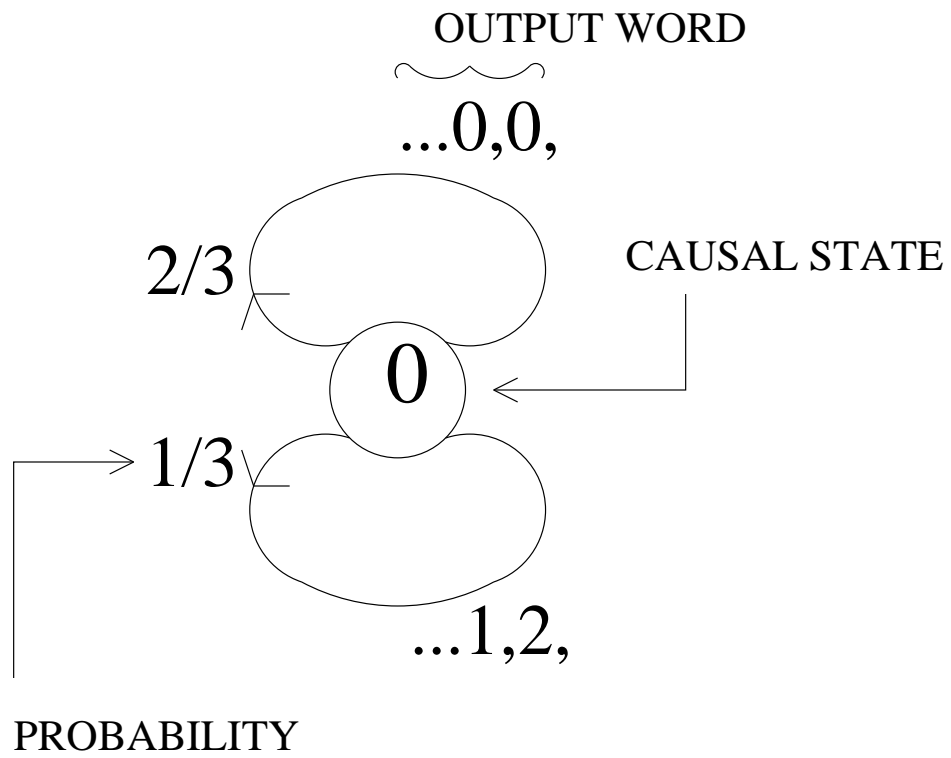 OUTPUT WORD
...0,0,
2/3
CAUSAL STATE
0
1/3
...1,2,
PROBABILITY